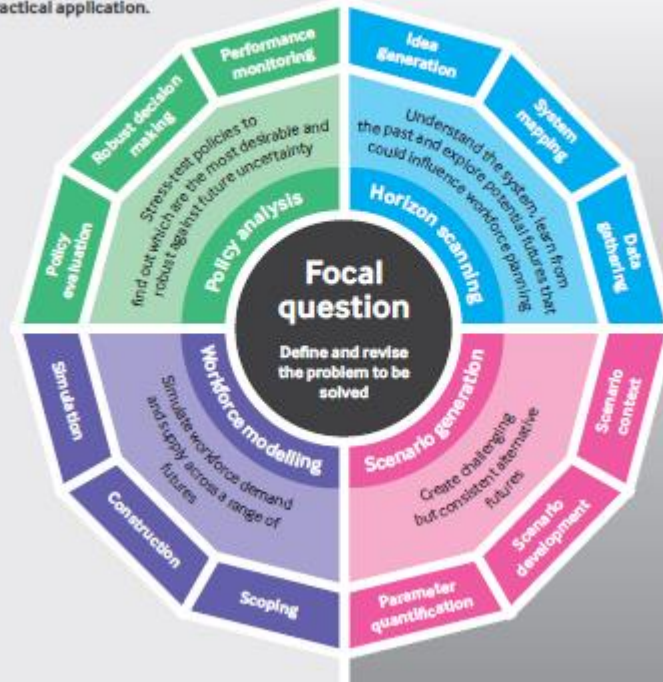 actical application.
Focal
question
Define and revise
the problem to be
solved
Horizon scanning
Understand the system, learn from
the past and explore potential futures that
could influence workforce planning
Idea
generation
System
mapping
Data
gathering
Scenario generation
Create challenging
but consistent alternative
futures
Scenario
context
Scenario
development
Parameter
quantification
Workforce modelling
Simulate workforce demand
and supply across a range of
futures
Scoping
Construction
Simulation
Policy analysis
Stress-test policies to
find out which are the most desirable and
robust against future uncertainty
Policy
evaluation
Robust decision
making
Performance
monitoring